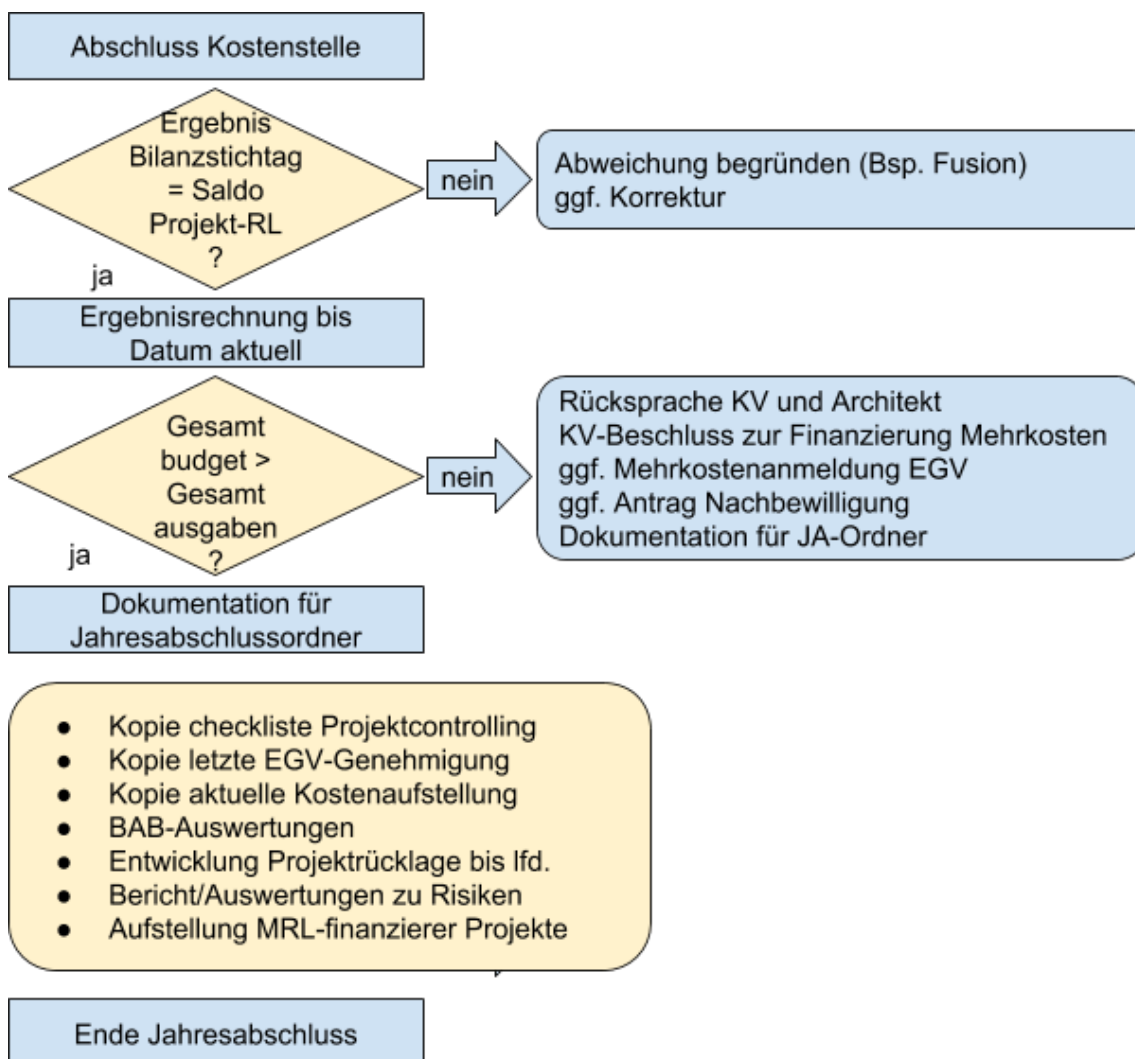 Abschluss Kostenstelle
Ergebnis
Bilanzstichtag
= Saldo
Projekt-RL
?
nein
Abweichung begründen (Bsp. Fusion)
ggf. Korrektur
ja
Ergebnisrechnung bis
Datum aktuell
Gesamt
budget >
Gesamt
ausgaben
?
nein
Rücksprache KV und Architekt
KV-Beschluss zur Finanzierung Mehrkosten
ggf. Mehrkostenanmeldung EGV
ggf. Antrag Nachbewilligung
Dokumentation für JA-Ordner
ja
Dokumentation für
Jahresabschlussordner
● Kopie checkliste Projektcontrolling
● Kopie letzte EGV-Genehmigung
● Kopie aktuelle Kostenaufstellung
● BAB-Auswertungen
● Entwicklung Projektrücklage bis lfd.
● Bericht/Auswertungen zu Risiken
● Aufstellung MRL-finanzierer Projekte
Ende Jahresabschluss